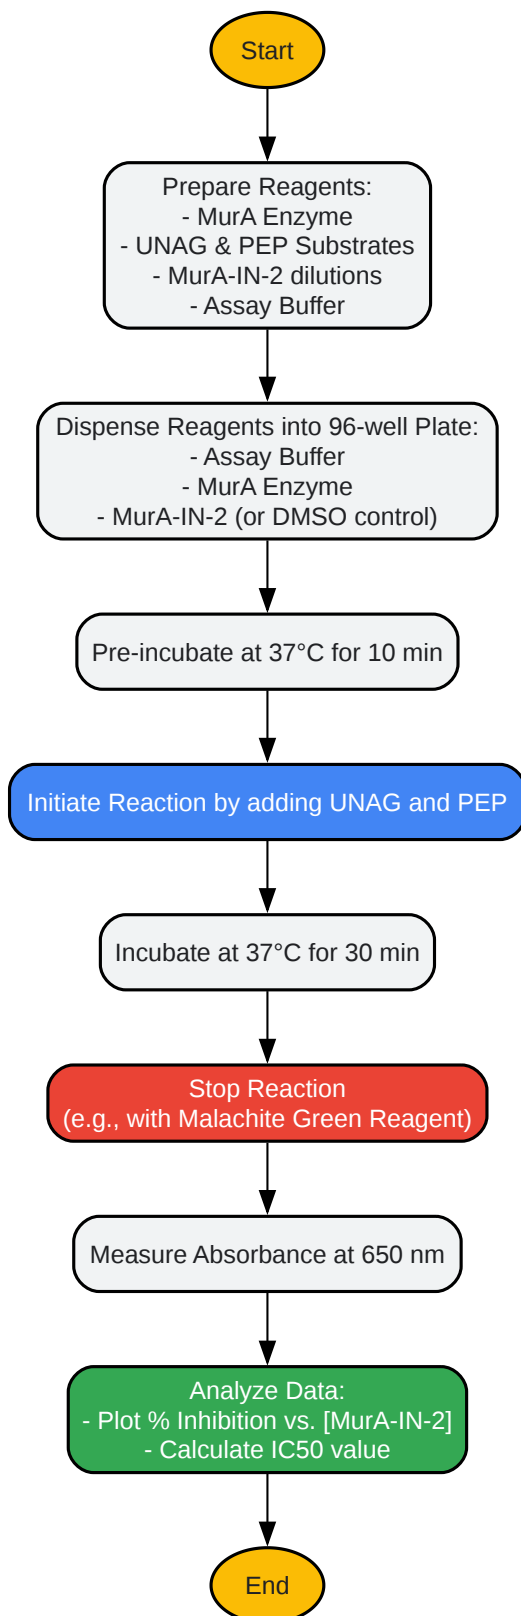 Start
Prepare Reagents:
- MurA Enzyme
- UNAG & PEP Substrates
- MurA-IN-2 dilutions
- Assay Buffer
Dispense Reagents into 96-well Plate:
- Assay Buffer
- MurA Enzyme
- MurA-IN-2 (or DMSO control)
Pre-incubate at 37°C for 10 min
Initiate Reaction by adding UNAG and PEP
Incubate at 37°C for 30 min
Stop Reaction
(e.g., with Malachite Green Reagent)
Measure Absorbance at 650 nm
Analyze Data:
- Plot % Inhibition vs. [MurA-IN-2]
- Calculate IC50 value
End